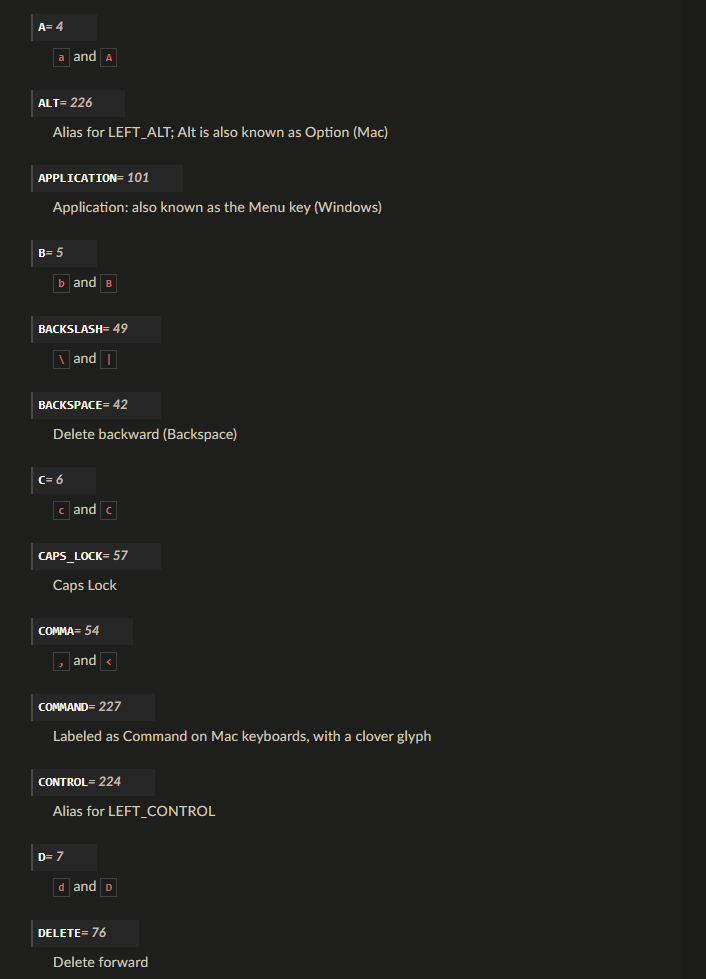 A= 4
a and A
ALT= 226
Alias for LEFT_ALT; Alt is also known as Option (Mac)
APPLICATION= 101
Application: also known as the Menu key (Windows)
B= 5
b and B
BACKSLASH= 49
\ and |
BACKSPACE= 42
Delete backward (Backspace)
C= 6
c and C
CAPS_LOCK= 57
Caps Lock
COMMA= 54
, and <
COMMAND= 227
Labeled as Command on Mac keyboards, with a clover glyph
CONTROL= 224
Alias for LEFT_CONTROL
D= 7
d and D
DELETE= 76
Delete forward